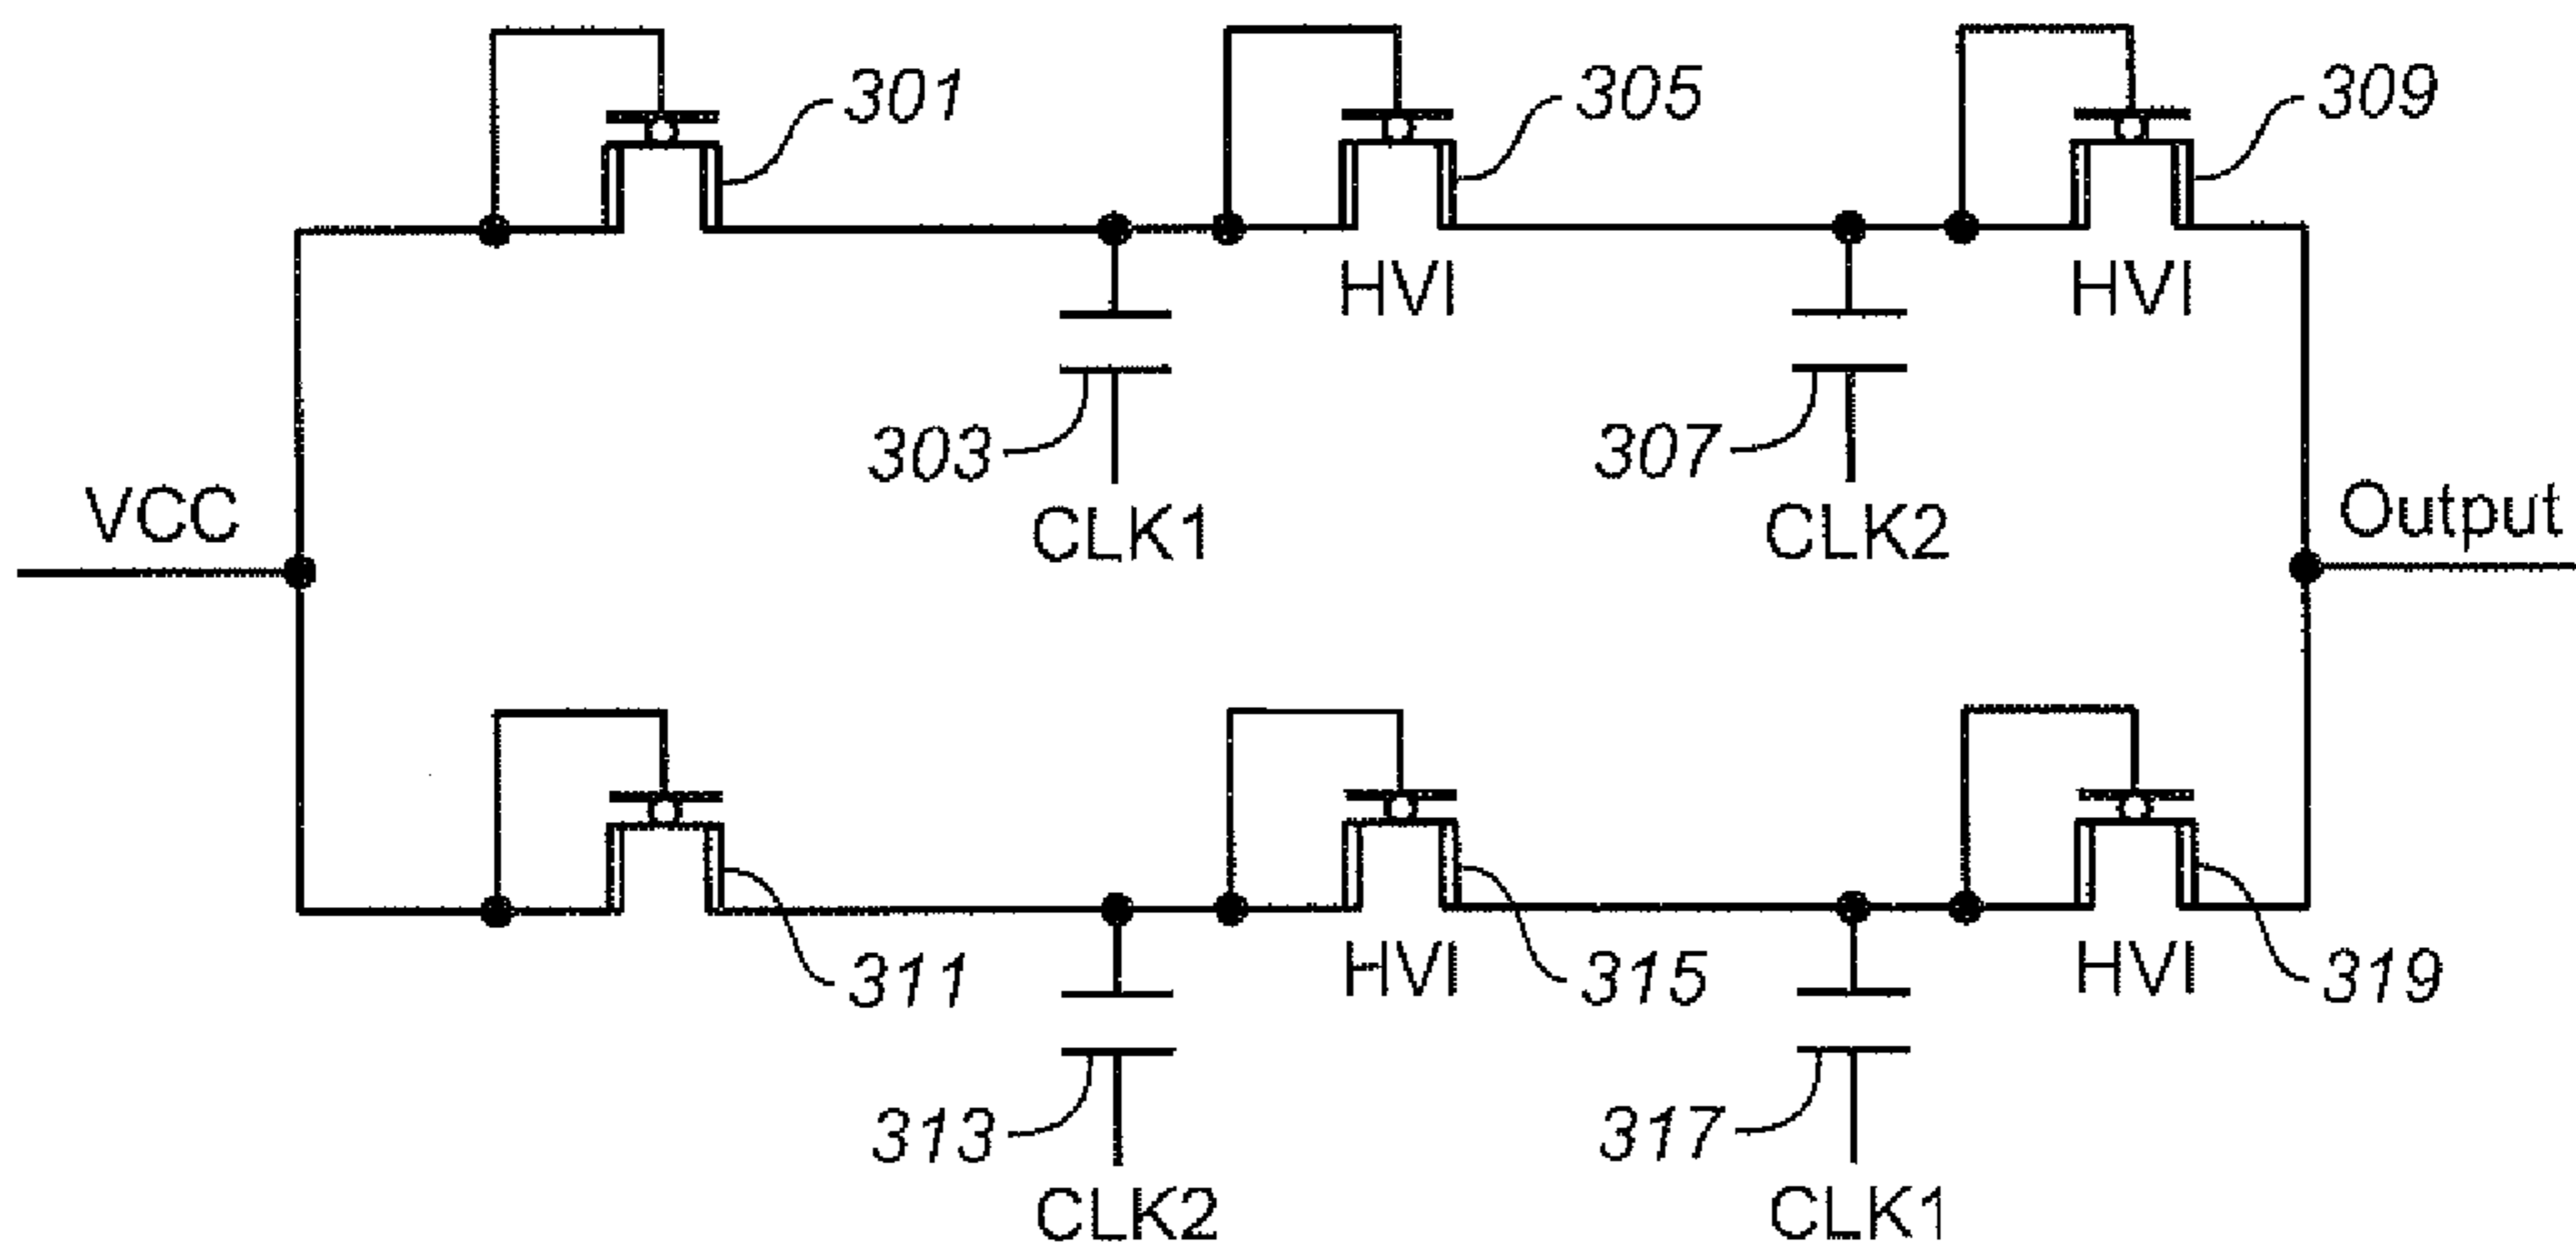 301
305
309
HVI
HVI
303
307
CLK1
CLK2
VCC
Output
311
HVI
315
HVI
319
313
317
CLK2
CLK1